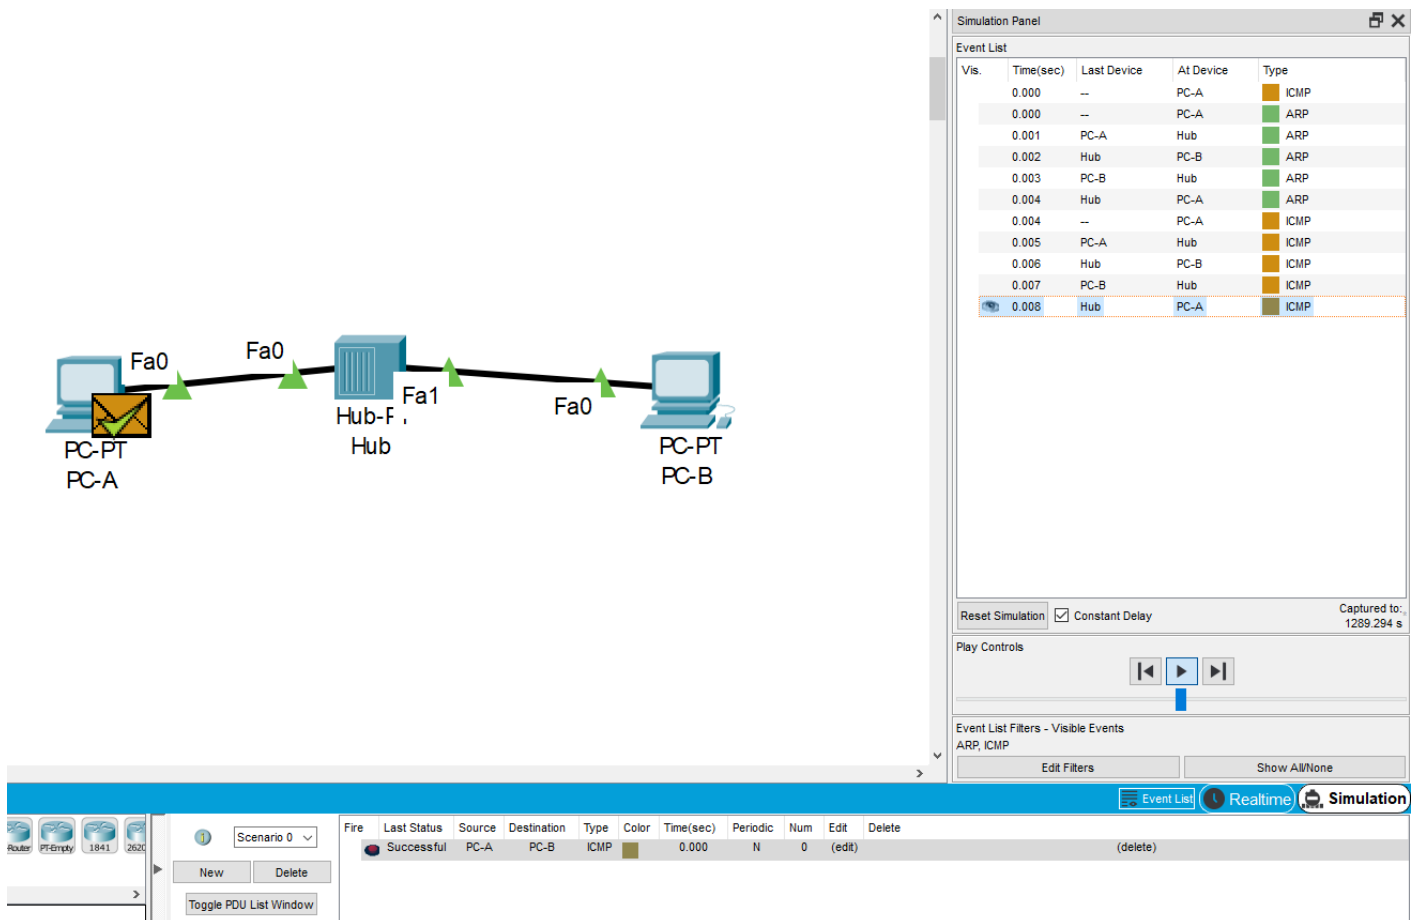 Simulation Panel
Event List
Vis. Time(sec) Last Device At Device Type
0.000 -- PC-A ICMP
0.000 -- PC-A ARP
0.001 PC-A Hub ARP
0.002 Hub PC-B ARP
0.003 PC-B Hub ARP
0.004 Hub PC-A ARP
0.004 -- PC-A ICMP
0.005 PC-A Hub ICMP
0.006 Hub PC-B ICMP
0.007 PC-B Hub ICMP
0.008 Hub PC-A ICMP
Fa0
Fa0
Fa1
Fa0
PC-PT
PC-A
Hub-P
Hub
PC-PT
PC-B
Reset Simulation Constant Delay
Captured to:
1289.294 s
Play Controls
Event List Filters - Visible Events
ARP, ICMP
Edit Filters Show All/None
Event List Realtime Simulation
PT-Empty 1841 2620
Scenario 0
New Delete
Toggle PDU List Window
Fire Last Status Source Destination Type Color Time(sec) Periodic Num Edit Delete
Successful PC-A PC-B ICMP 0.000 N 0 (edit) (delete)